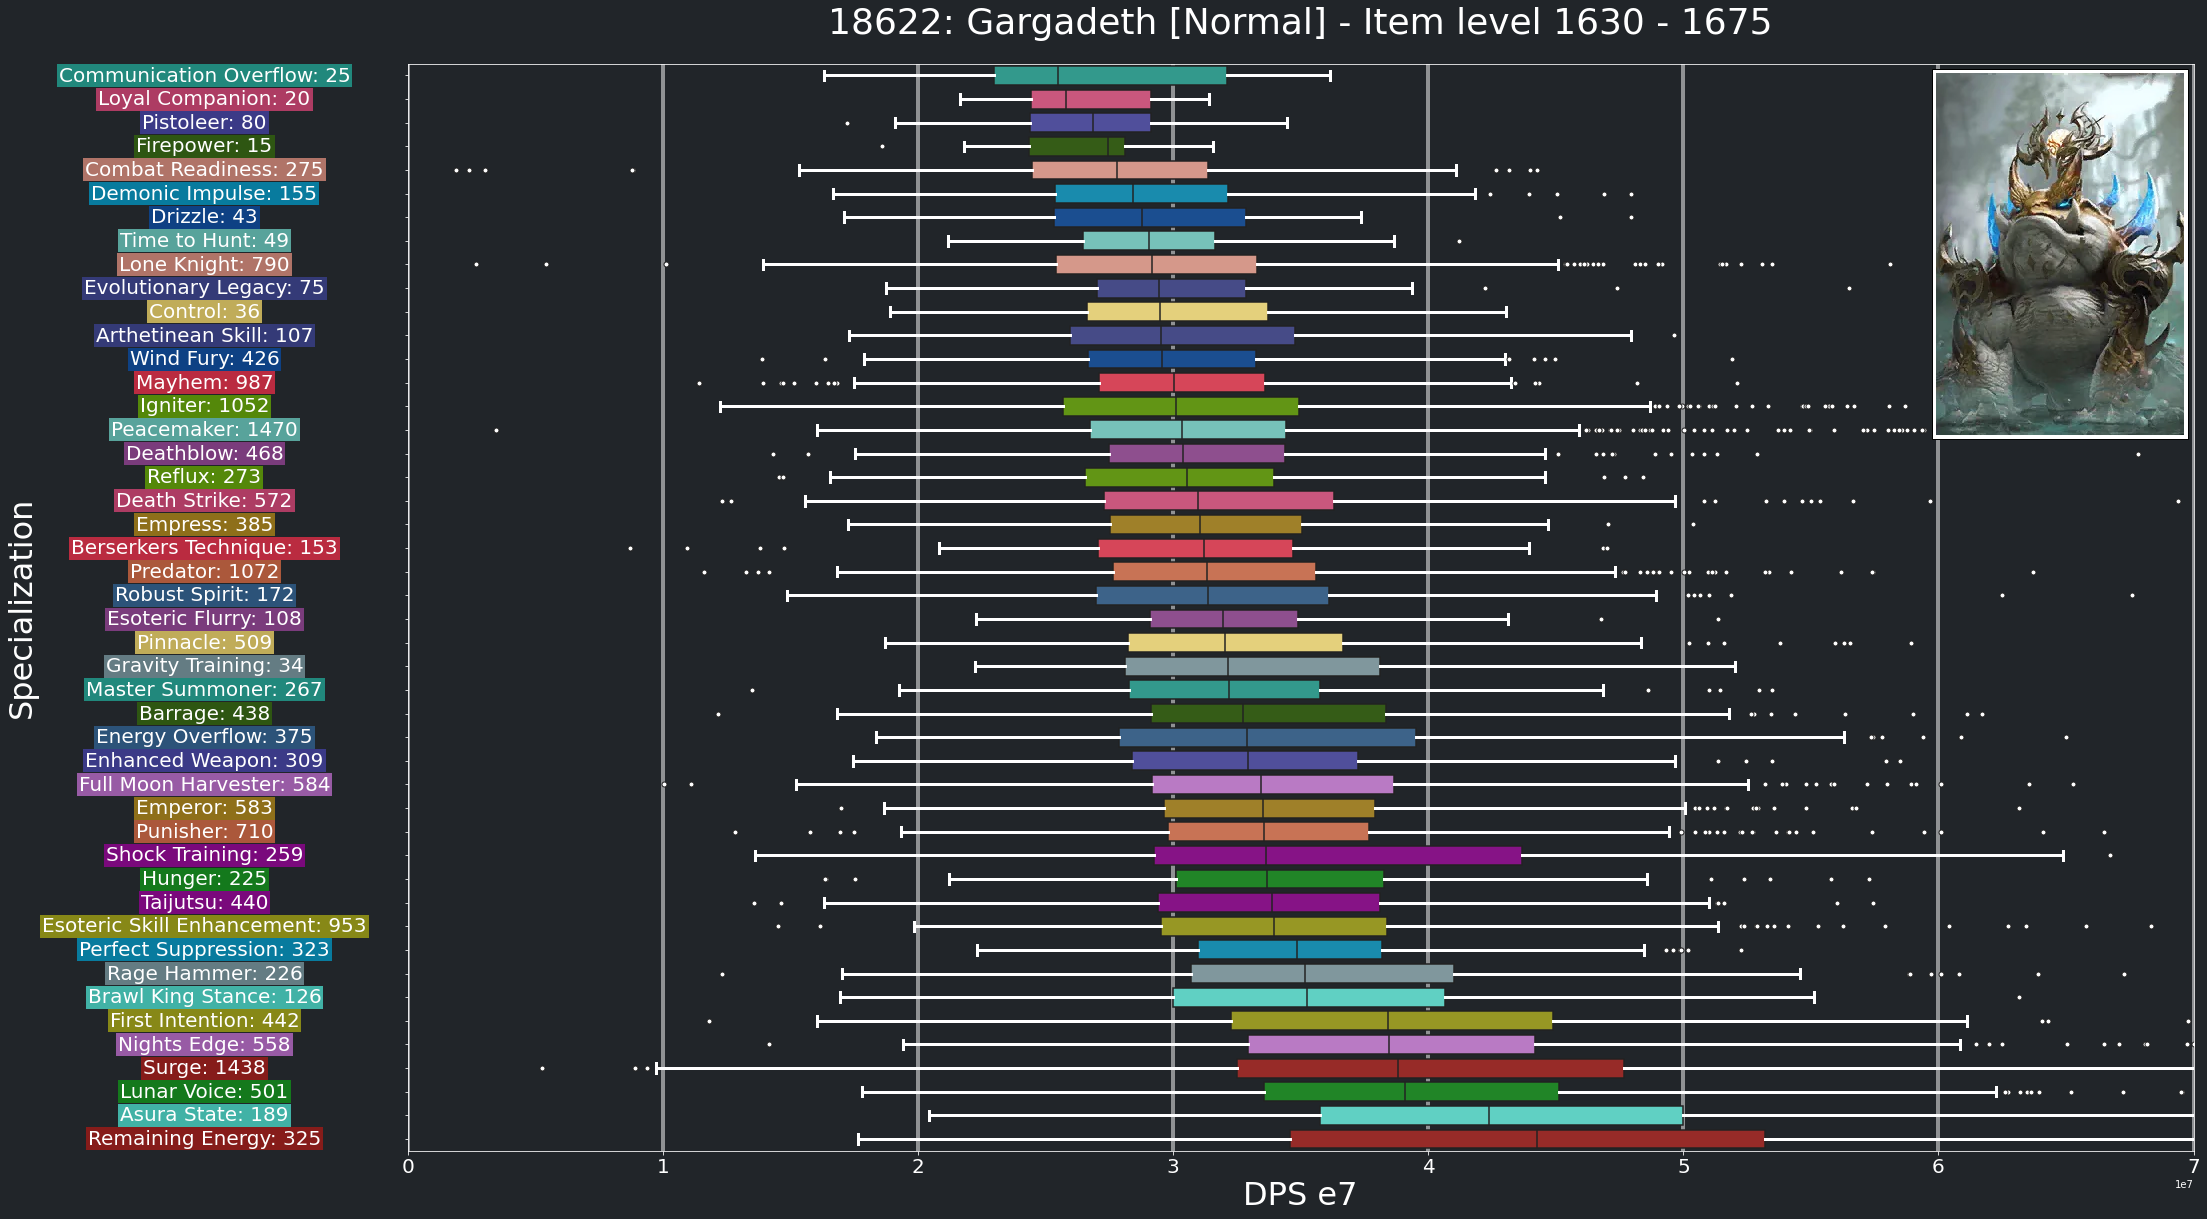 18622: Gargadeth [Normal] - Item level 1630 - 1675
Communication Overflow: 25
Loyal Companion: 20
Pistoleer: 80
Firepower: 15
Combat Readiness: 275
Demonic Impulse: 155
Drizzle: 43
Time to Hunt: 49
Lone Knight: 790
Evolutionary Legacy: 75
Control: 36
Arthetinean Skill: 107
Wind Fury: 426
Mayhem: 987
Igniter: 1052
Peacemaker: 1470
Deathblow: 468
Reflux: 273
Death Strike: 572
Empress: 385
Berserkers Technique: 153
Predator: 1072
Robust Spirit: 172
Esoteric Flurry: 108
Pinnacle: 509
Gravity Training: 34
Master Summoner: 267
Barrage: 438
Energy Overflow: 375
Enhanced Weapon: 309
Full Moon Harvester: 584
Emperor: 583
Punisher: 710
Shock Training: 259
Hunger: 225
Taijutsu: 440
Esoteric Skill Enhancement: 953
Perfect Suppression: 323
Rage Hammer: 226
Brawl King Stance: 126
First Intention: 442
Nights Edge: 558
Surge: 1438
Lunar Voice: 501
Asura State: 189
Remaining Energy: 325
Specialization
0 1 2 3 4 5 6 7
1e7
DPS e7